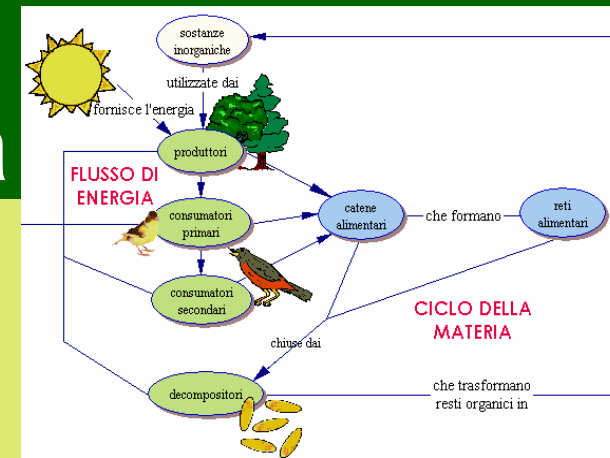 sostanze
inorganiche
utilizzate dai
fornisce l'energia
produttori
FLUSSO DI
ENERGIA
consumatori
primari
catene
alimentari
che formano
reti
alimentari
consumatori
secondari
CICLO DELLA
MATERIA
chiuse dai
decompositori
che trasformano
resti organici in